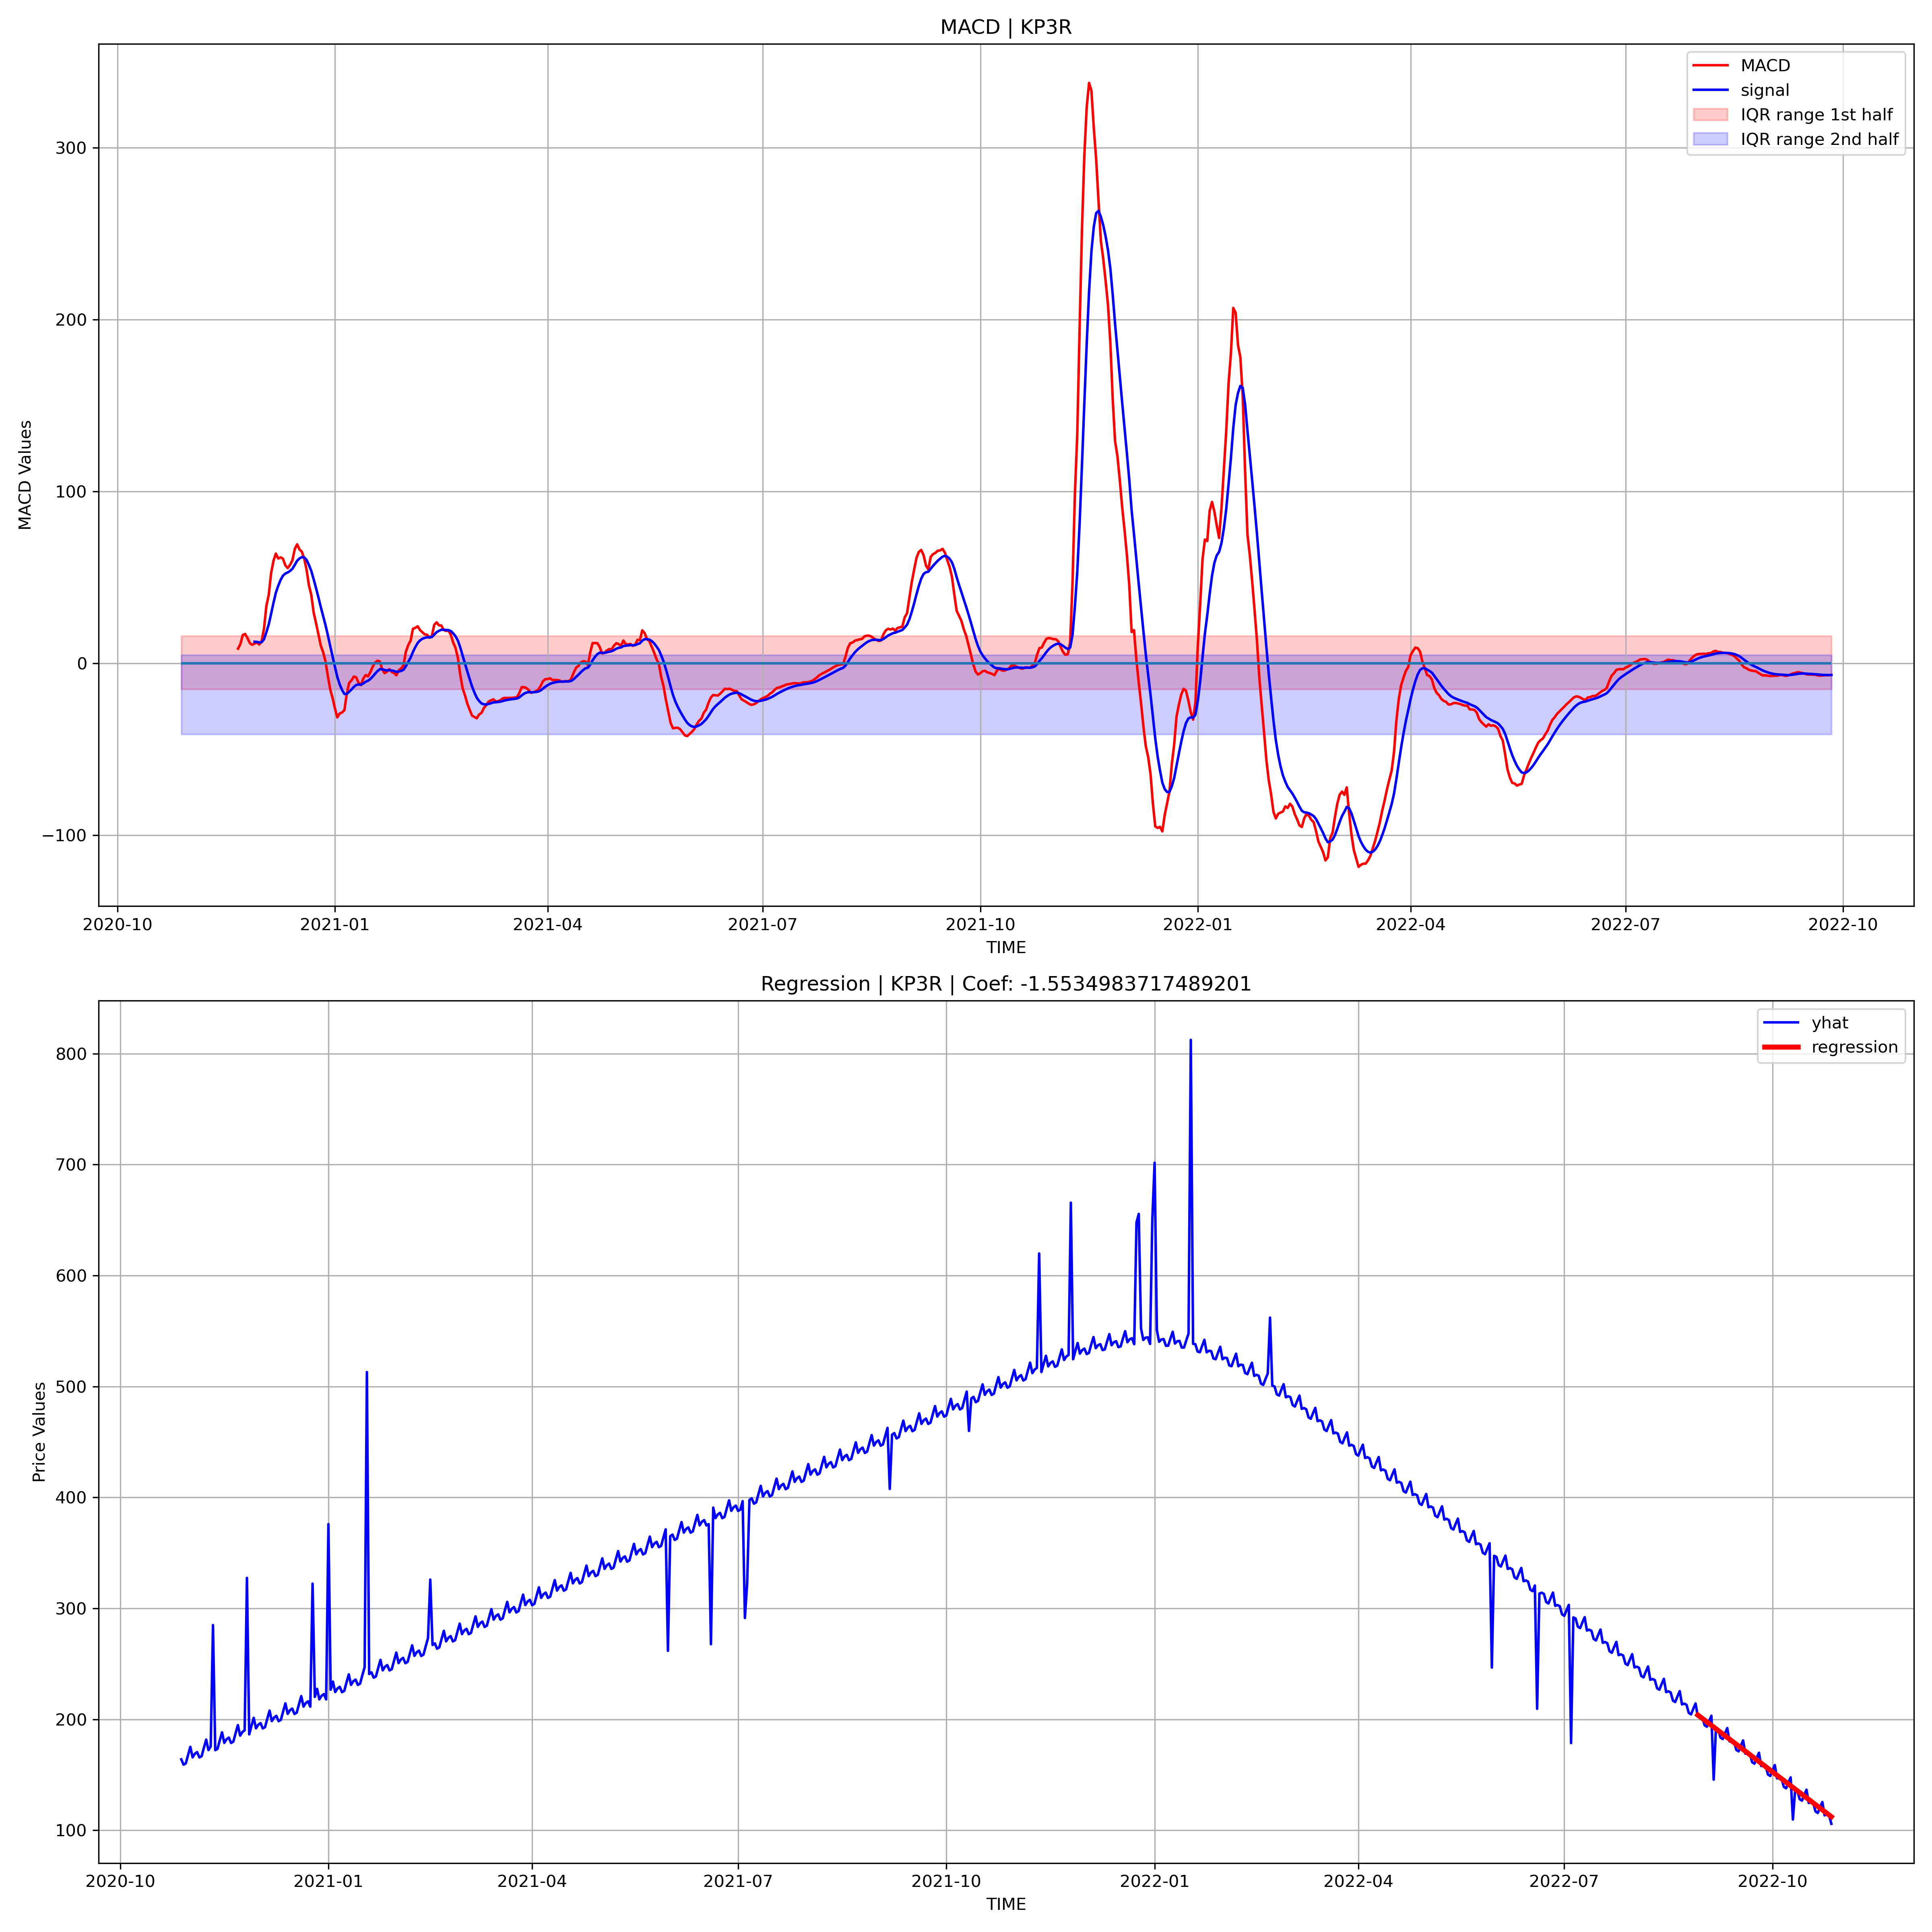 MACD | KP3R
MACD
signal
IQR range 1st half
IQR range 2nd half
MACD Values
300
200
100
0
−100
2020-10 2021-01 2021-04 2021-07 2021-10 2022-01 2022-04 2022-07 2022-10
TIME
Regression | KP3R | Coef: -1.5534983717489201
yhat
regression
Price Values
800
700
600
500
400
300
200
100
2020-10 2021-01 2021-04 2021-07 2021-10 2022-01 2022-04 2022-07 2022-10
TIME